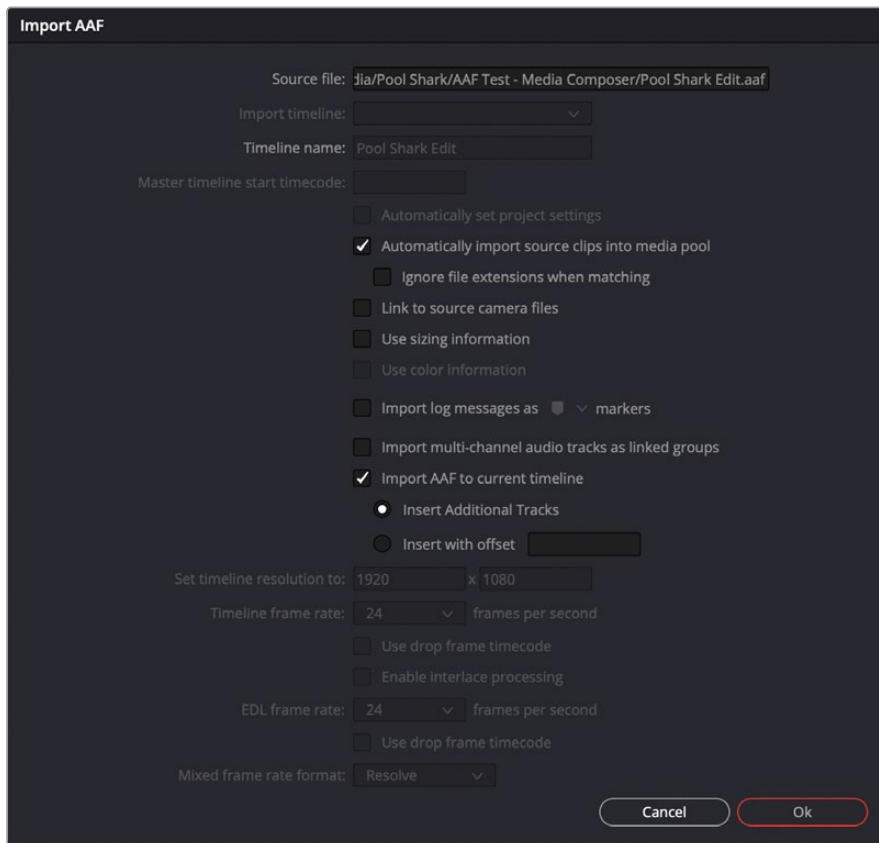 Import AAF
Source file: dia/Pool Shark/AAF Test - Media Composer/Pool Shark Edit.aaf
Import timeline:
Timeline name: Pool Shark Edit
Master timeline start timecode:
Automatically set project settings
Automatically import source clips into media pool
Ignore file extensions when matching
Link to source camera files
Use sizing information
Use color information
Import log messages as markers
Import multi-channel audio tracks as linked groups
Import AAF to current timeline
Insert Additional Tracks
Insert with offset
Set timeline resolution to: 1920 x 1080
Timeline frame rate: 24 frames per second
Use drop frame timecode
Enable interlace processing
EDL frame rate: 24 frames per second
Use drop frame timecode
Mixed frame rate format: Resolve
Cancel Ok